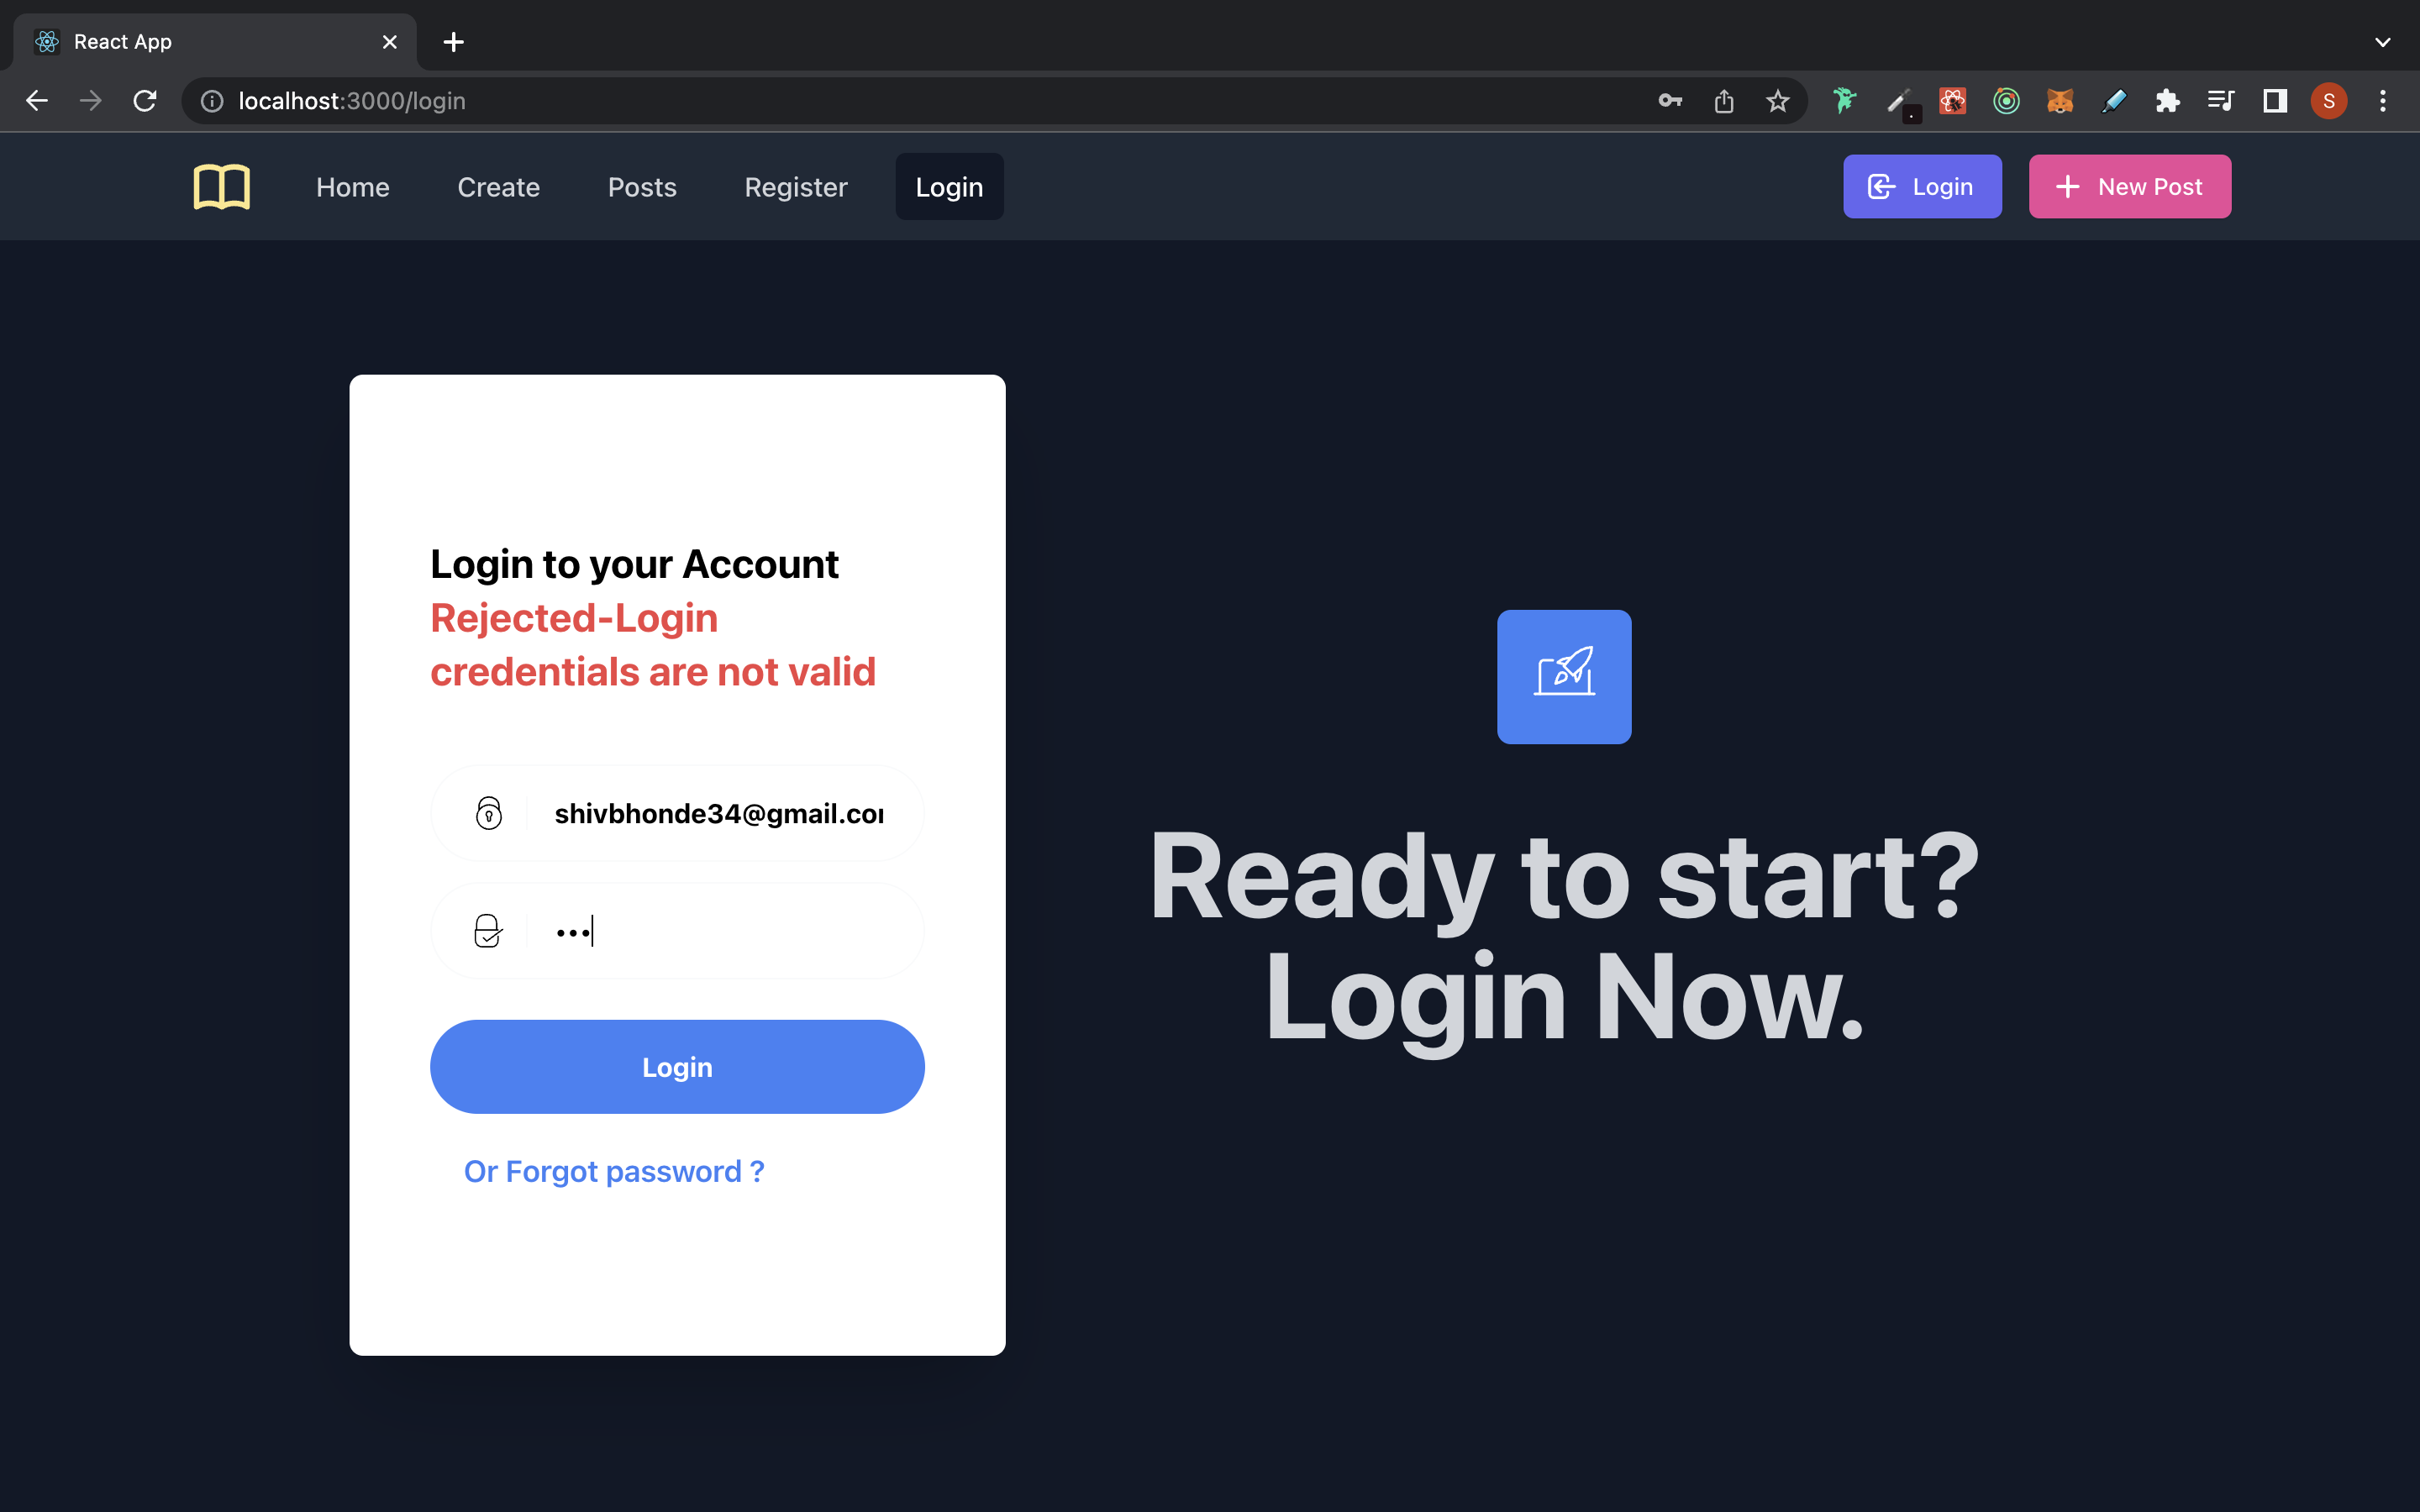 React App
localhost:3000/login
S
Home Create Posts Register Login
Login New Post
Login to your Account
Rejected-Login
credentials are not valid
shivbhonde34@gmail.co
Login
Or Forgot password ?
Ready to start?
Login Now.